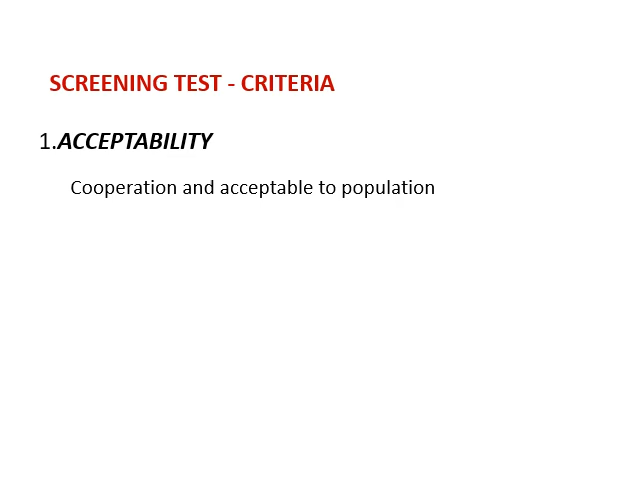 SCREENING TEST - CRITERIA
1.ACCEPTABILITY
Cooperation and acceptable to population